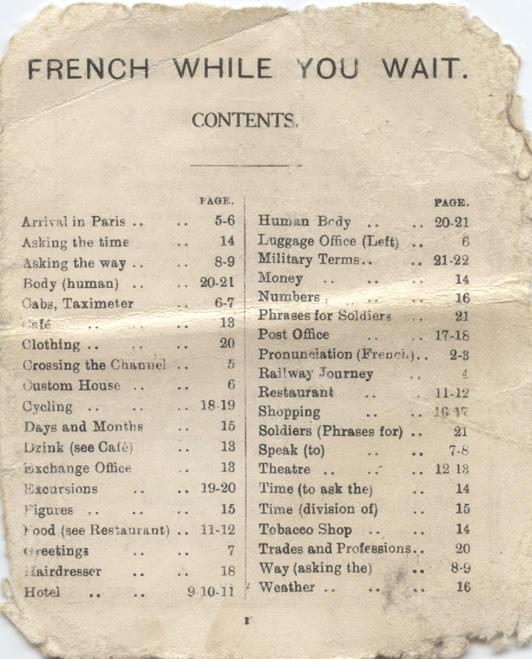 FRENCH WHILE YOU WAIT.
CONTENTS.
PAGE.
Arrival in Paris .. .. 5-6
Asking the time .. 14
Asking the way .. .. 8-9
Body (human) .. 20-21
Cabs, Taximeter .. 6-7
Café .. .. 13
Clothing .. .. .. 20
Crossing the Channel .. 5
Custom House .. .. 6
Cycling .. .. .. 18-19
Days and Months .. 15
Drink (see Café) .. 13
Exchange Office .. 13
Excursions .. .. 19-20
Figures .. .. .. 15
Food (see Restaurant) .. 11-12
Greetings .. .. 7
Hairdresser .. .. 18
Hotel .. .. 9-10-11
PAGE.
Human Body .. .. 20-21
Luggage Office (Left) .. 6
Military Terms.. .. 21-22
Money .. .. .. 14
Numbers .. .. .. 16
Phrases for Soldiers .. 21
Post Office .. .. 17-18
Pronunciation (French).. 2-3
Railway Journey .. 4
Restaurant .. .. 11-12
Shopping .. .. 16-17
Soldiers (Phrases for) .. 21
Speak (to) .. .. 7-8
Theatre .. .. .. 12-13
Time (to ask the) .. 14
Time (division of) .. 15
Tobacco Shop .. .. 14
Trades and Professions.. 20
Way (asking the) .. 8-9
Weather .. .. .. 16
1